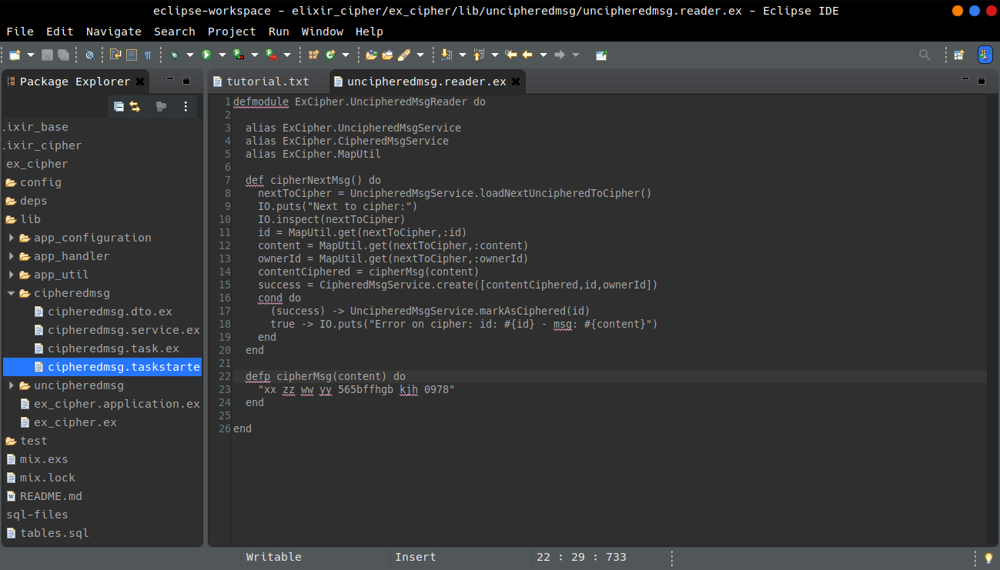 eclipse-workspace - elixir_cipher/ex_cipher/lib/uncipheredmsg/uncipheredmsg.reader.ex - Eclipse IDE
File Edit Navigate Search Project Run Window Help
Package Explorer
tutorial.txt uncipheredmsg.reader.ex
lixir_base
lixir_cipher
ex_cipher
config
deps
lib
app_configuration
app_handler
app_util
cipheredmsg
cipheredmsg.dto.ex
cipheredmsg.service.ex
cipheredmsg.task.ex
cipheredmsg.taskstarte
uncipheredmsg
ex_cipher.application.ex
ex_cipher.ex
test
mix.exs
mix.lock
README.md
sql-files
tables.sql
1 defmodule ExCipher.UncipheredMsgReader do
2
3   alias ExCipher.UncipheredMsgService
4   alias ExCipher.CipheredMsgService
5   alias ExCipher.MapUtil
6
7   def cipherNextMsg() do
8     nextToCipher = UncipheredMsgService.loadNextUncipheredToCipher()
9     IO.puts("Next to cipher:")
10     IO.inspect(nextToCipher)
11     id = MapUtil.get(nextToCipher,:id)
12     content = MapUtil.get(nextToCipher,:content)
13     ownerId = MapUtil.get(nextToCipher,:ownerId)
14     contentCiphered = cipherMsg(content)
15     success = CipheredMsgService.create([contentCiphered,id,ownerId])
16     cond do
17       (success) -> UncipheredMsgService.markAsCiphered(id)
18       true -> IO.puts("Error on cipher: id: #{id} - msg: #{content}")
19     end
20   end
21
22   defp cipherMsg(content) do
23     "xx zz ww yy 565bffhgb kjh 0978"
24   end
25
26 end
Writable Insert 22 : 29 : 733